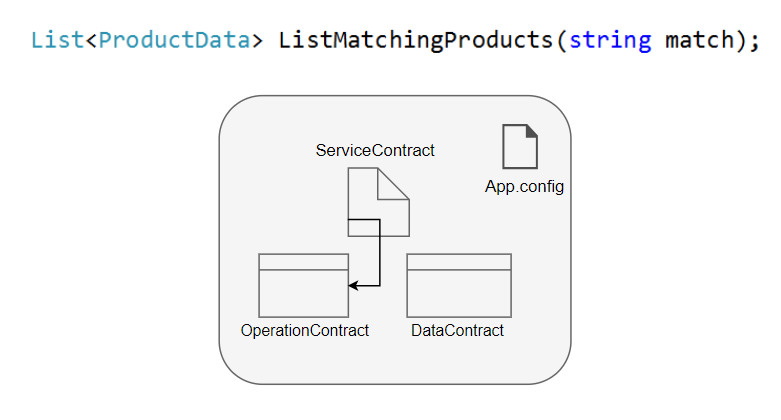 List<ProductData> ListMatchingProducts(string match);
ServiceContract
App.config
OperationContract
DataContract